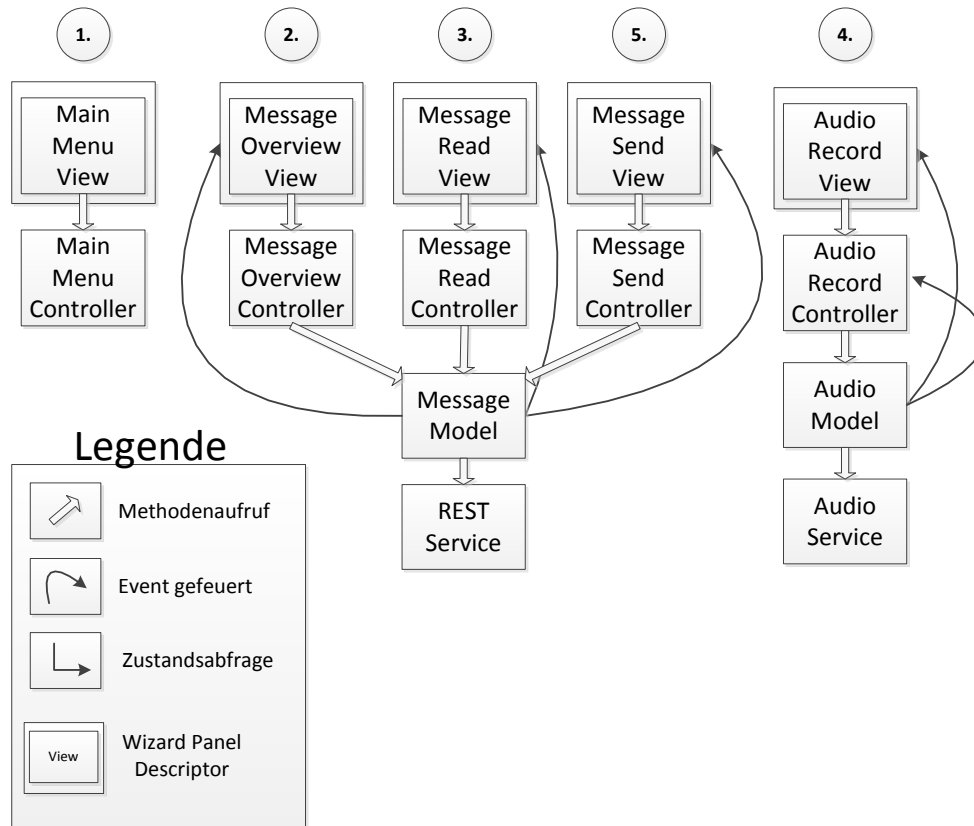 1.
2.
3.
5.
4.
Main
Menu
View
Message
Overview
View
Message
Read
View
Message
Send
View
Audio
Record
View
Main
Menu
Controller
Message
Overview
Controller
Message
Read
Controller
Message
Send
Controller
Audio
Record
Controller
Message
Model
Audio
Model
REST
Service
Audio
Service
Legende
Methodenaufruf
Event gefeuert
Zustandsabfrage
View
Wizard Panel
Descriptor